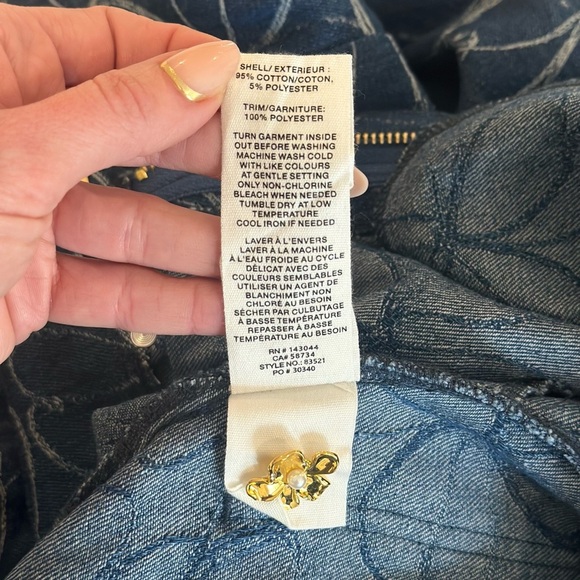 SHELL/ EXTERIEUR :
95% COTTON/COTON,
5% POLYESTER
TRIM/GARNITURE:
100% POLYESTER
TURN GARMENT INSIDE
OUT BEFORE WASHING
MACHINE WASH COLD
WITH LIKE COLOURS
AT GENTLE SETTING
ONLY NON-CHLORINE
BLEACH WHEN NEEDED
TUMBLE DRY AT LOW
TEMPERATURE
COOL IRON IF NEEDED
LAVER À L'ENVERS
LAVER À LA MACHINE
À L'EAU FROIDE AU CYCLE
DÉLICAT AVEC DES
COULEURS SEMBLABLES
UTILISER UN AGENT DE
BLANCHIMENT NON
CHLORÉ AU BESOIN
SÉCHER PAR CULBUTAGE
À BASSE TEMPÉRATURE
REPASSER À BASSE
TEMPERATURE AU BESOIN
RN # 143044
CA# 58734
STYLE NO.: 83521
PO # 30340